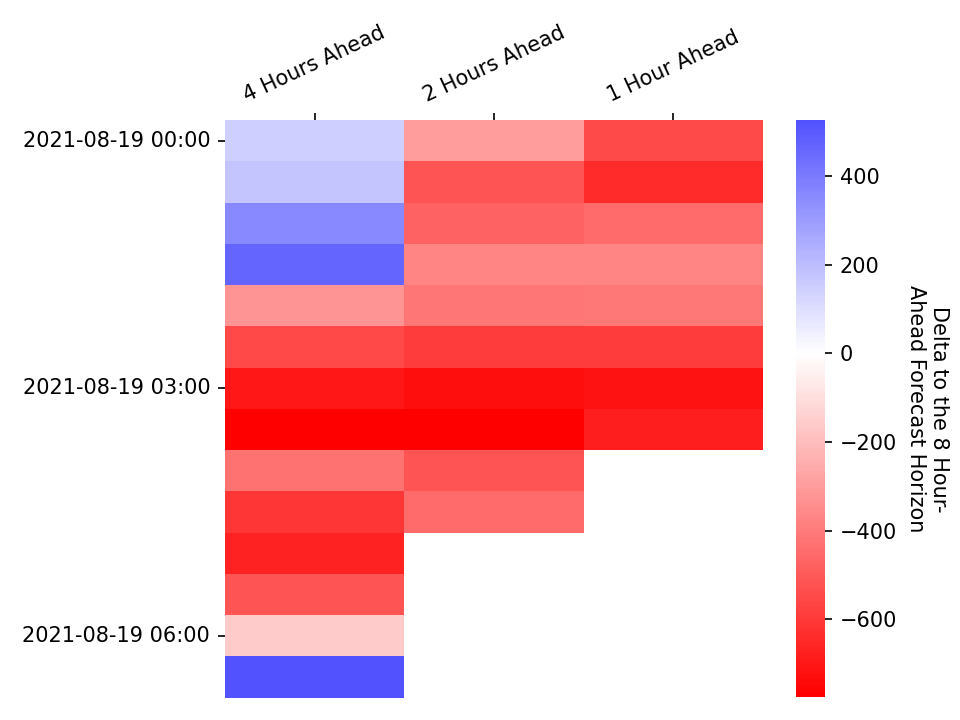 4 Hours Ahead
2 Hours Ahead
1 Hour Ahead
2021-08-19 00:00
2021-08-19 03:00
2021-08-19 06:00
400
200
0
−200
−400
−600
Delta to the 8 Hour-
Ahead Forecast Horizon